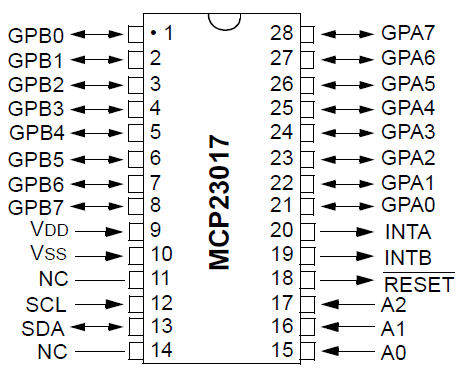 GPB0 • 1 28 GPA7
GPB1 2 27 GPA6
GPB2 3 26 GPA5
GPB3 4 25 GPA4
GPB4 5 24 GPA3
GPB5 6 23 GPA2
GPB6 7 22 GPA1
GPB7 8 21 GPA0
VDD 9 20 INTA
VSS 10 19 INTB
NC 11 18 RESET
SCL 12 17 A2
SDA 13 16 A1
NC 14 15 A0
MCP23017